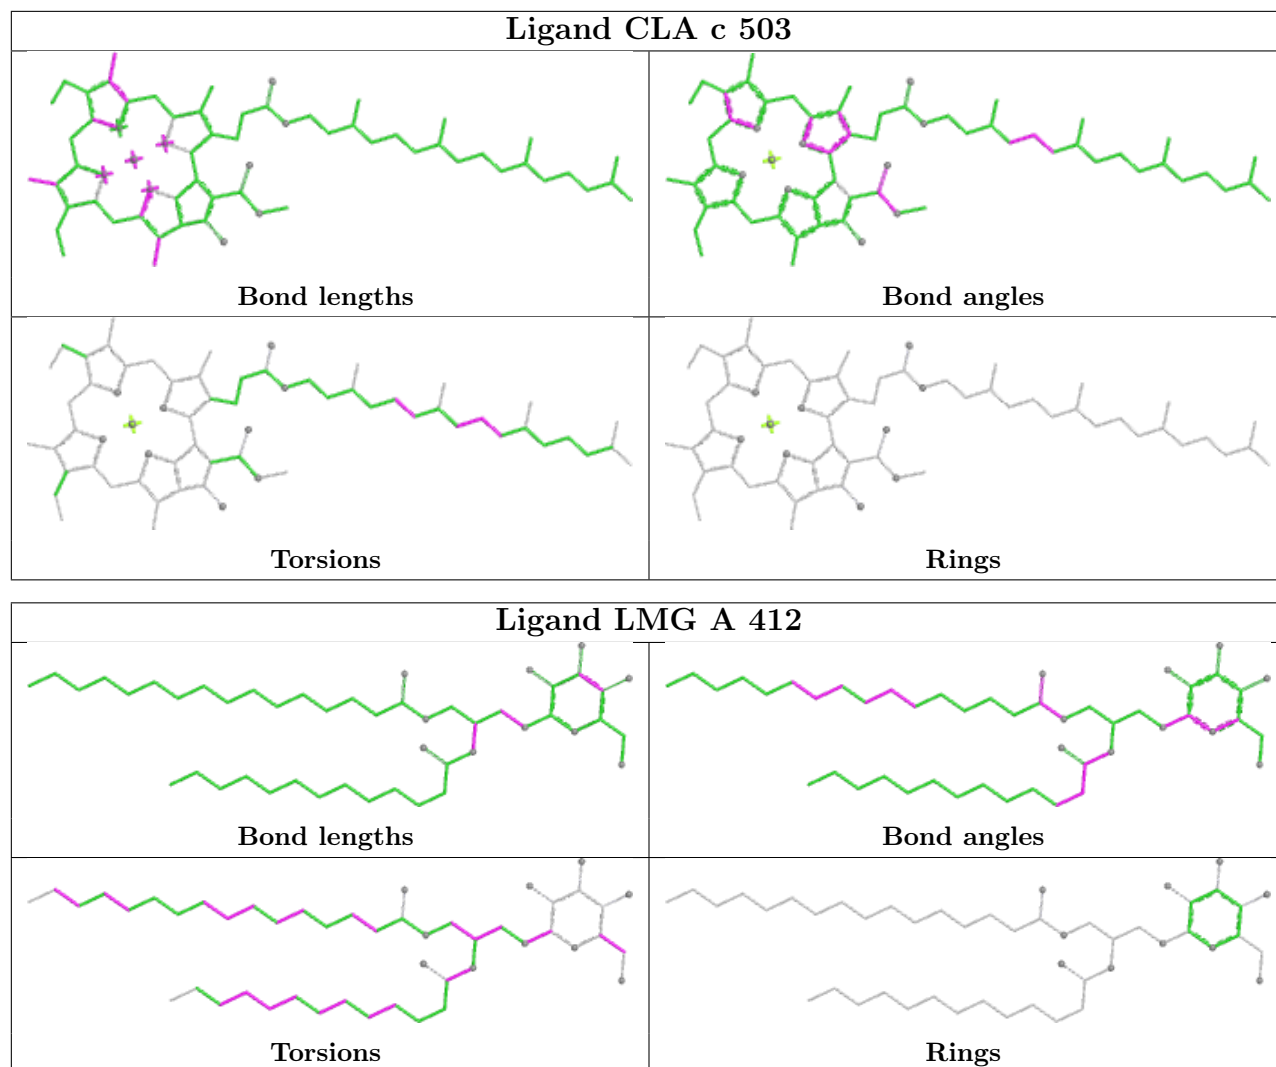 Ligand CLA c 503
Bond lengths
Bond angles
Torsions
Rings
Ligand LMG A 412
Bond lengths
Bond angles
Torsions
Rings